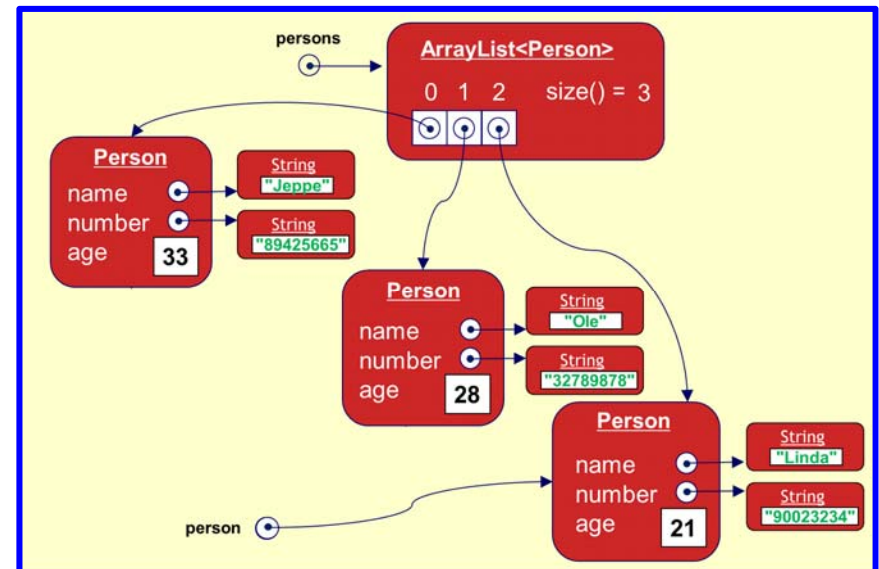 persons
ArrayList<Person>
0 1 2 size() = 3
Person
name
number
age 33
String
"Jeppe"
String
"89425665"
Person
name
number
age 28
String
"Ole"
String
"32789878"
Person
name
number
age 21
String
"Linda"
String
"90023234"
person